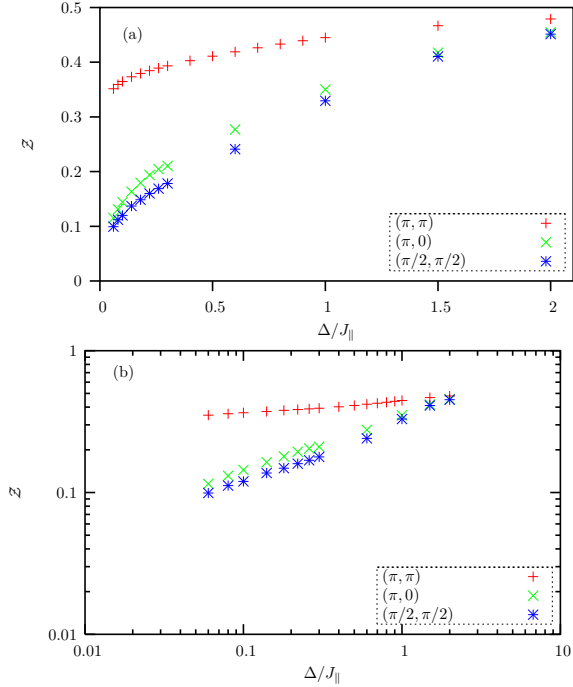 (a)
0.5
0.4
0.3
0.2
0.1
0
𝒵
0 0.5 1 1.5 2
Δ/J∥
(π, π)
(π, 0)
(π/2, π/2)
(b)
1
0.1
0.01
𝒵
0.01 0.1 1 10
Δ/J∥
(π, π)
(π, 0)
(π/2, π/2)